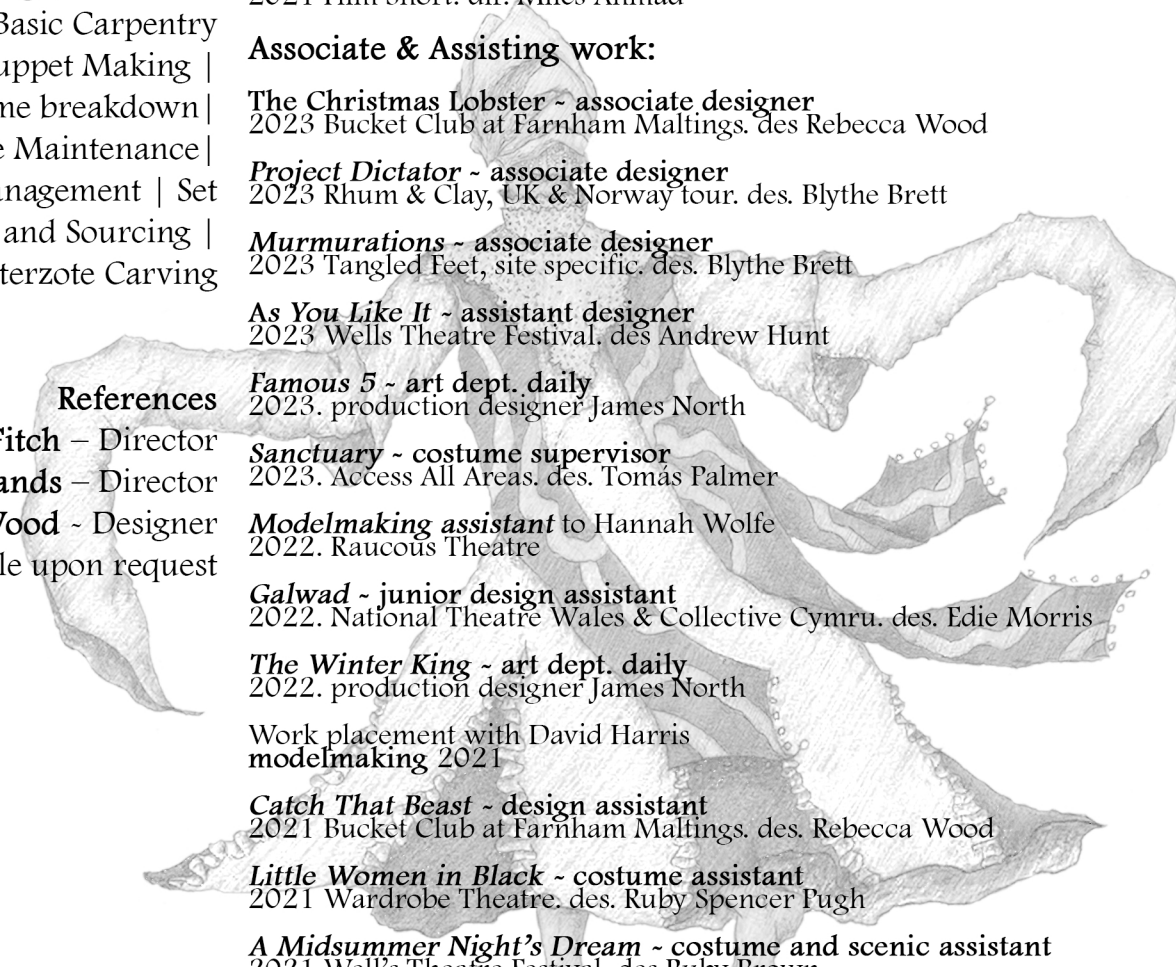 Basic Carpentry
Puppet Making |
breakdown|
Maintenance|
| Set
and Sourcing |
Carving
References
Fitch – Director
– Director
Wood ~ Designer
upon request
Associate & Assisting work:
The Christmas Lobster ~ associate designer
2023 Bucket Club at Farnham Maltings. des Rebecca Wood
Project Dictator ~ associate designer
2023 Rhum & Clay, UK & Norway tour. des. Blythe Brett
Murmurations ~ associate designer
2023 Tangled Feet, site specific. des. Blythe Brett
As You Like It ~ assistant designer
2023 Wells Theatre Festival. des Andrew Hunt
Famous 5 ~ art dept. daily
2023. production designer James North
Sanctuary ~ costume supervisor
2023. Access All Areas. des. Tomás Palmer
Modelmaking assistant to Hannah Wolfe
2022. Raucous Theatre
Galwad ~ junior design assistant
2022. National Theatre Wales & Collective Cymru. des. Edie Morris
The Winter King ~ art dept. daily
2022. production designer James North
Work placement with David Harris
modelmaking 2021
Catch That Beast ~ design assistant
2021 Bucket Club at Farnham Maltings. des. Rebecca Wood
Little Women in Black ~ costume assistant
2021 Wardrobe Theatre. des. Ruby Spencer Pugh
A Midsummer Night's Dream ~ costume and scenic assistant